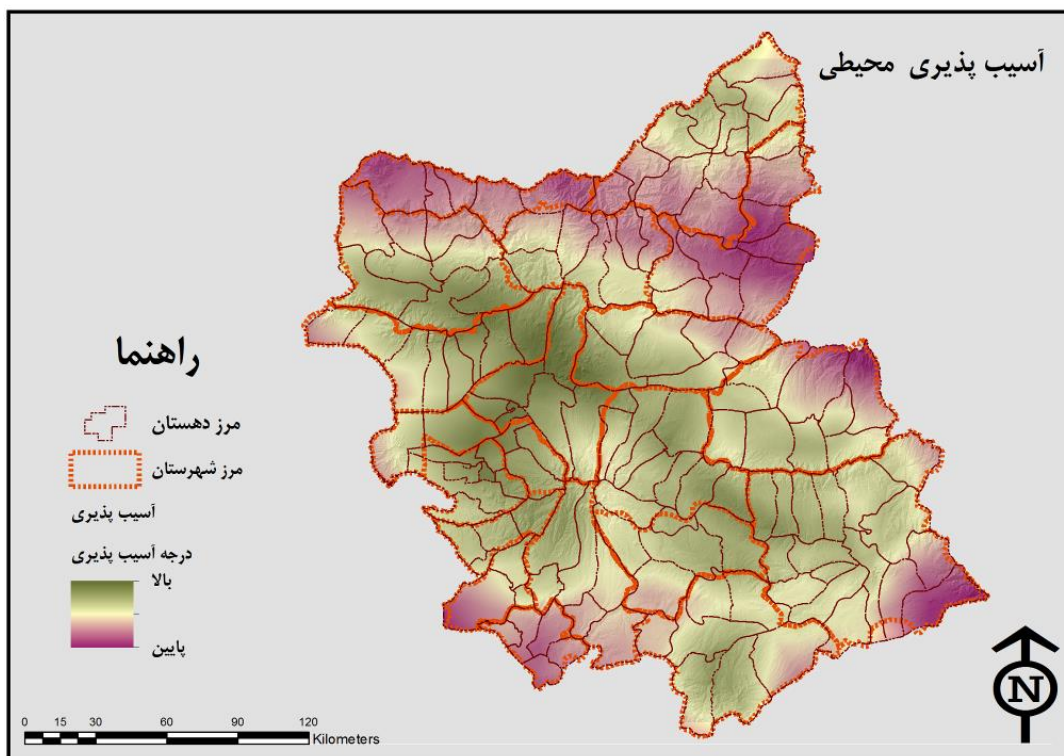 آسیب پذیری محیطی
راهنما
مرز دهستان
مرز شهرستان
آسیب پذیری
درجه آسیب پذیری
بالا
پایین
0 15 30 60 90 120
Kilometers
N